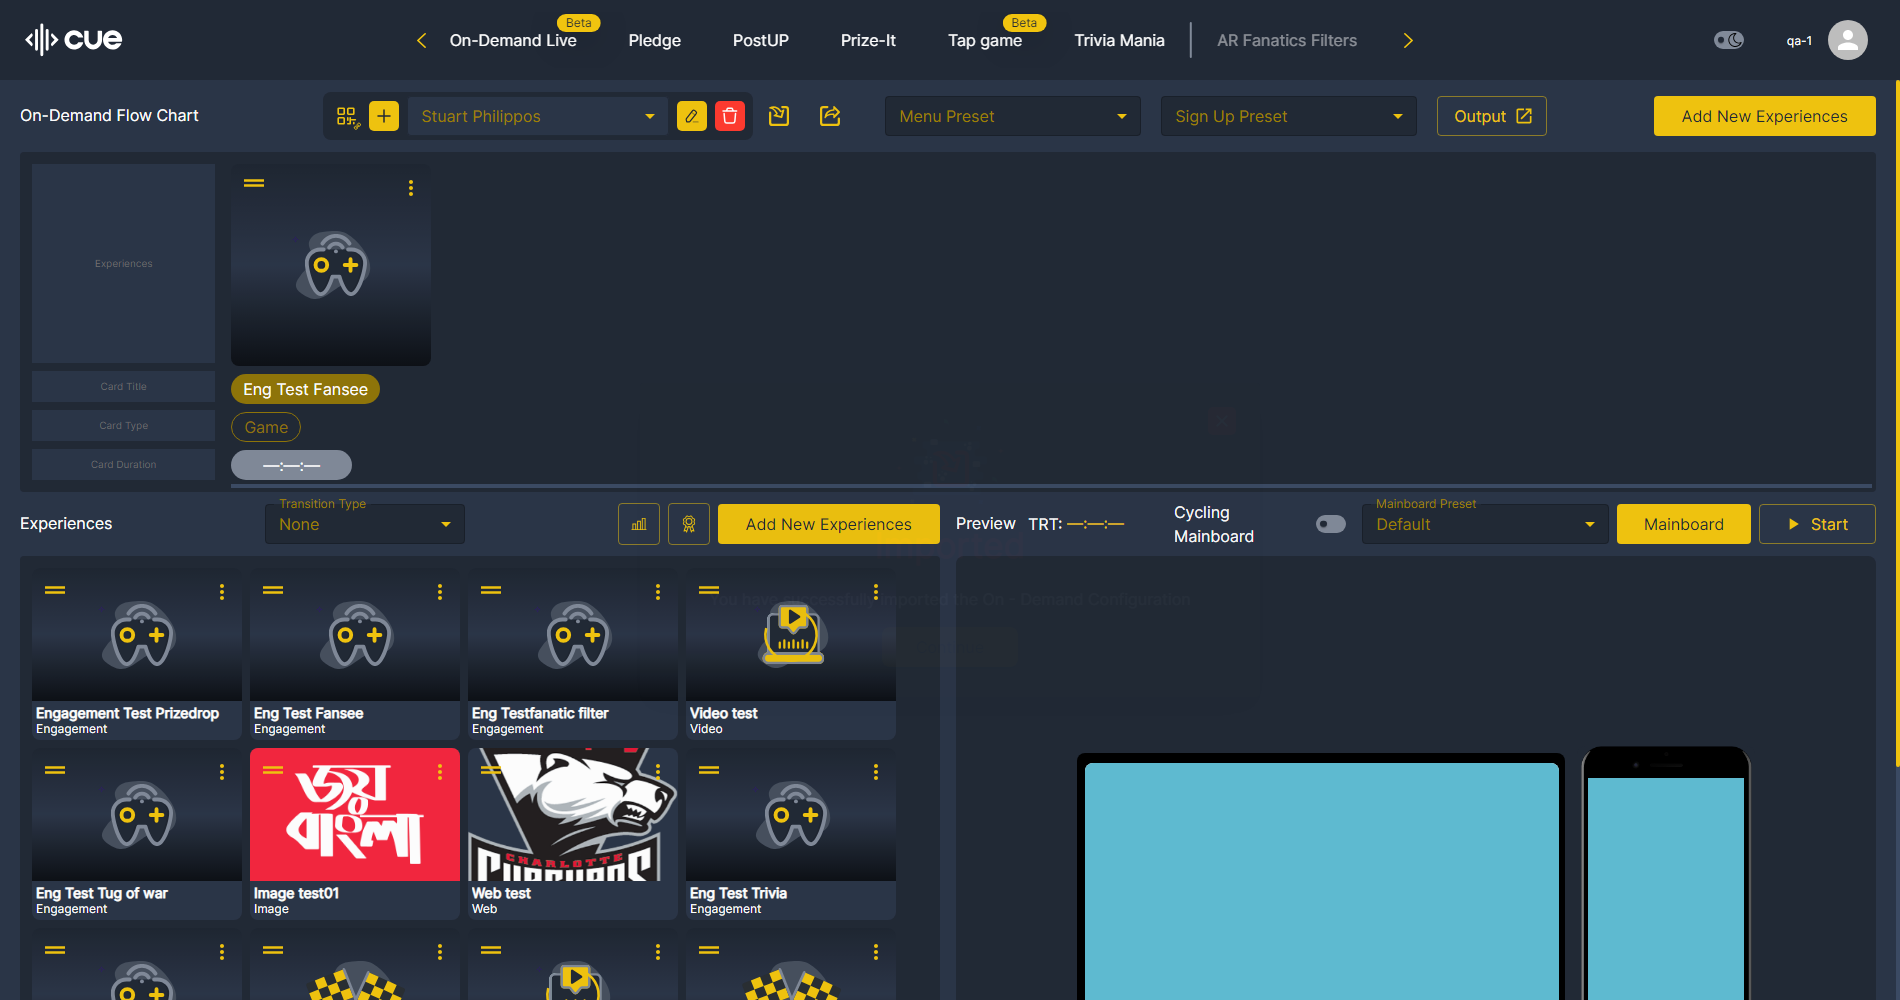 cue
On-Demand Live
Beta
Pledge
PostUP
Prize-It
Tap game
Beta
Trivia Mania
AR Fanatics Filters
qa-1
On-Demand Flow Chart
Stuart Philippos
Menu Preset
Sign Up Preset
Output
Add New Experiences
Experiences
Card Title
Eng Test Fansee
Card Type
Game
Card Duration
—:—:—
Experiences
Transition Type
None
Add New Experiences
Preview
TRT: —:—:—
Cycling
Mainboard
Mainboard Preset
Default
Mainboard
Start
You have successfully imported the On - Demand Configuration
Engagement Test Prizedrop
Engagement
Eng Test Fansee
Engagement
Eng Testfanatic filter
Engagement
Video test
Video
জয়
বাংলা
CHARLOTTE
Eng Test Tug of war
Engagement
Image test01
Image
Web test
Web
Eng Test Trivia
Engagement